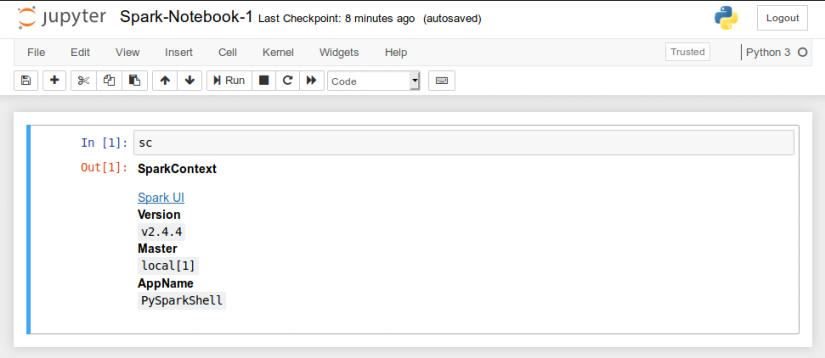 jupyter Spark-Notebook-1 Last Checkpoint: 8 minutes ago (autosaved) Logout
File Edit View Insert Cell Kernel Widgets Help Trusted Python 3
Run Code
In [1]: sc
Out[1]: SparkContext
Spark UI
Version
v2.4.4
Master
local[1]
AppName
PySparkShell